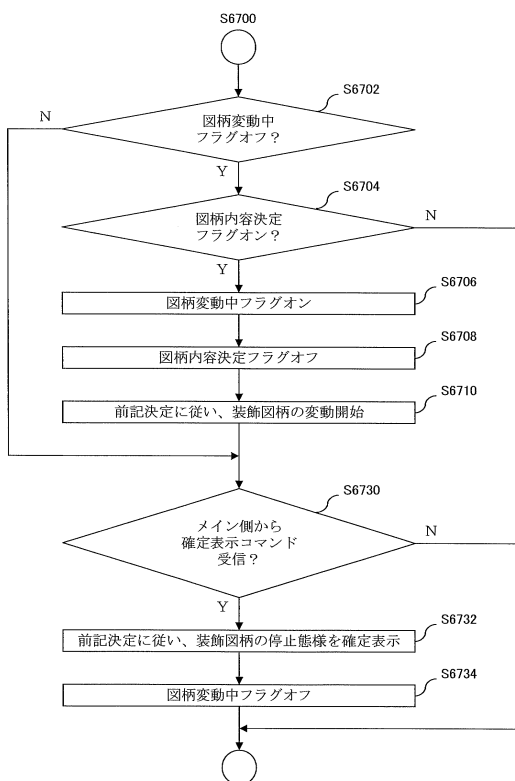 S6700
S6702
N
図柄変動中
フラグオフ？
Y
S6704
N
図柄内容決定
フラグオン？
Y
S6706
図柄変動中フラグオン
S6708
図柄内容決定フラグオフ
S6710
前記決定に従い、装飾図柄の変動開始
S6730
メイン側から
N
確定表示コマンド
受信？
Y
S6732
前記決定に従い、装飾図柄の停止態様を確定表示
S6734
図柄変動中フラグオフ